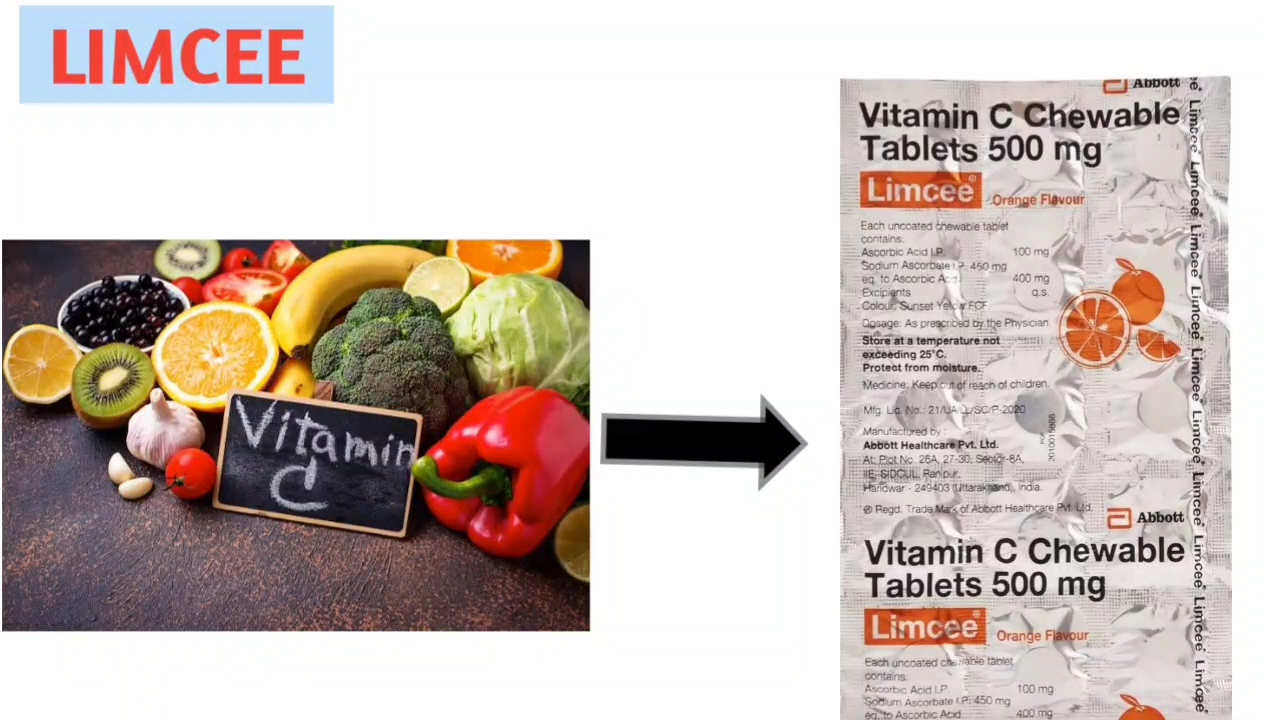 LIMCEE
Vitamin
C
Abbott
Vitamin C Chewable
Tablets 500 mg
Limcee®
Orange Flavour
Each uncoated chewable tablet
contains:
Ascorbic Acid I.P. 100 mg
Sodium Ascorbate I.P. 450 mg
eq. to Ascorbic Acid 400 mg
Excipients q.s.
Colour: Sunset Yellow FCF
Dosage: As prescribed by the Physician
Store at a temperature not
exceeding 25°C.
Protect from moisture.
Medicine: Keep out of reach of children.
Mfg. Lic. No.: 21/UA/LL/SC/P-2020
Manufactured by :
Abbott Healthcare Pvt. Ltd.
At: Plot No. 26A, 27-30, Sector-8A,
IIE, SIDCUL, Ranipur,
Haridwar - 249403 (Uttarakhand), India.
® Regd. Trade Mark of Abbott Healthcare Pvt. Ltd.
Abbott
Vitamin C Chewable
Tablets 500 mg
Limcee®
Orange Flavour
Each uncoated chewable tablet
contains:
Ascorbic Acid I.P. 100 mg
Sodium Ascorbate I.P. 450 mg
eq. to Ascorbic Acid 400 mg
Limcee® Limcee® Limcee® Limcee® Limcee® Limcee® Limcee® Limcee® Limcee® Limcee®